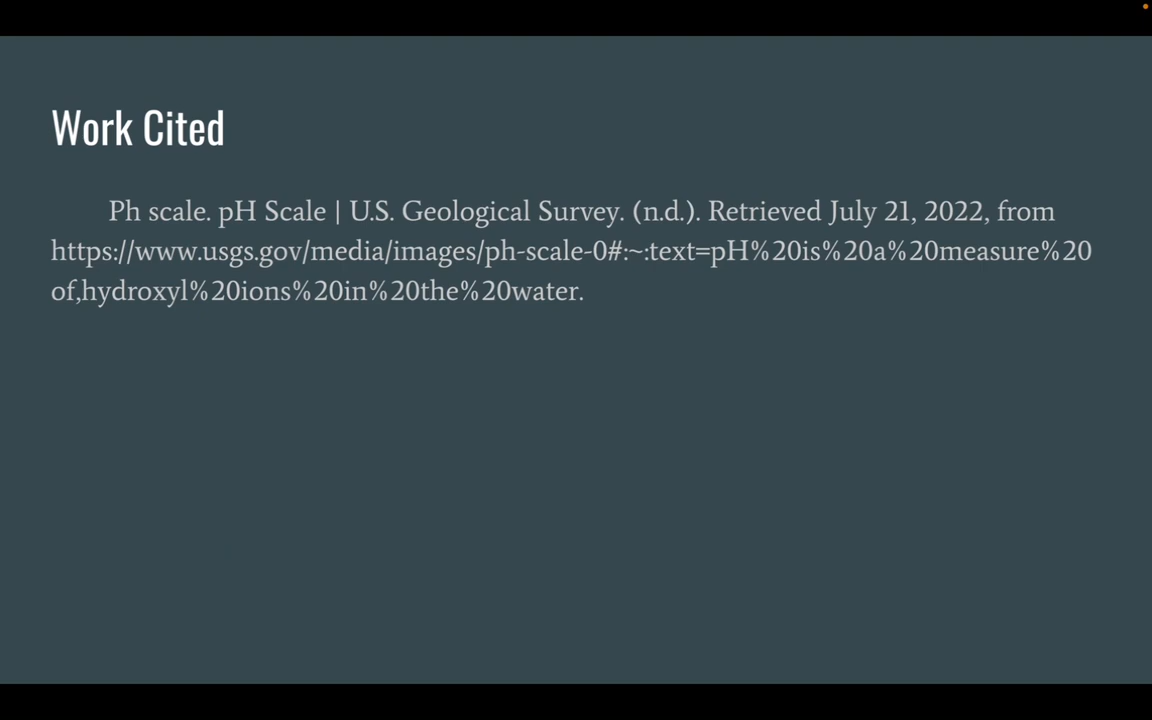 Work Cited
Ph scale. pH Scale | U.S. Geological Survey. (n.d.). Retrieved July 21, 2022, from
https://www.usgs.gov/media/images/ph-scale-0#:~:text=pH%20is%20a%20measure%20
of,hydroxyl%20ions%20in%20the%20water.